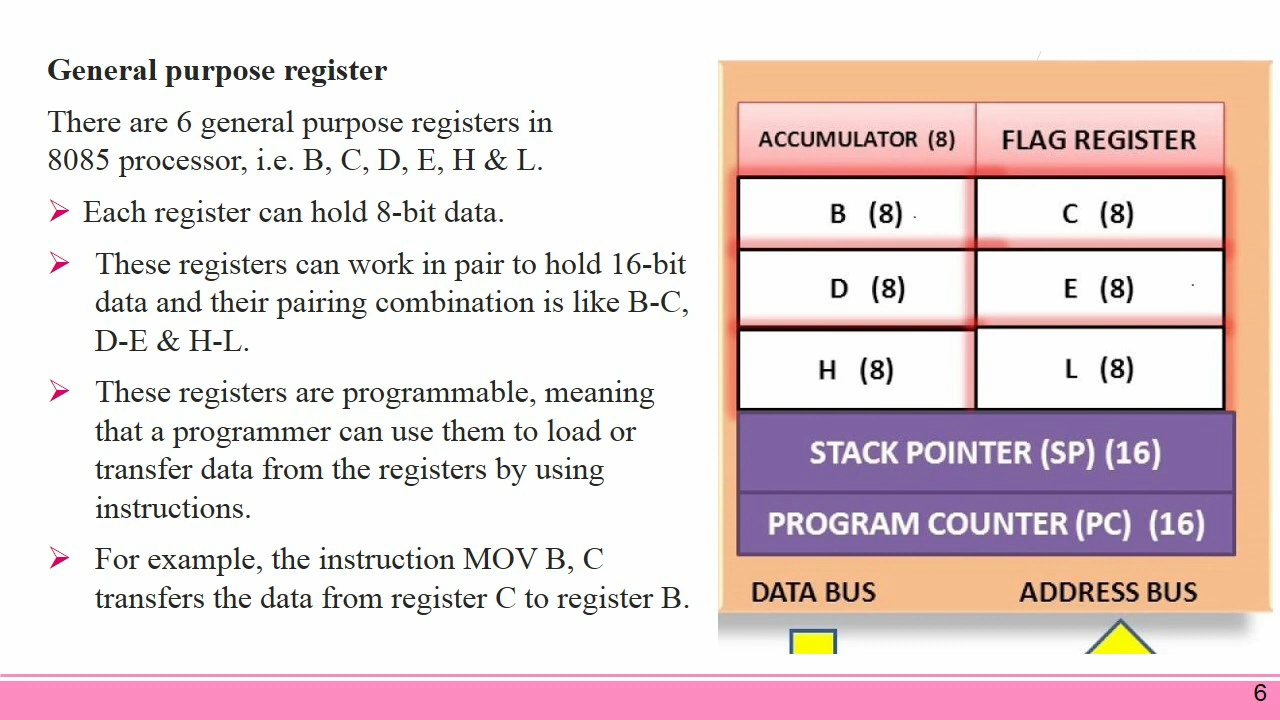 General purpose register
There are 6 general purpose registers in
8085 processor, i.e. B, C, D, E, H & L.
Each register can hold 8-bit data.
These registers can work in pair to hold 16-bit
data and their pairing combination is like B-C,
D-E & H-L.
These registers are programmable, meaning
that a programmer can use them to load or
transfer data from the registers by using
instructions.
For example, the instruction MOV B, C
transfers the data from register C to register B.
ACCUMULATOR (8) FLAG REGISTER
B (8) C (8)
D (8) E (8)
H (8) L (8)
STACK POINTER (SP) (16)
PROGRAM COUNTER (PC) (16)
DATA BUS ADDRESS BUS
6